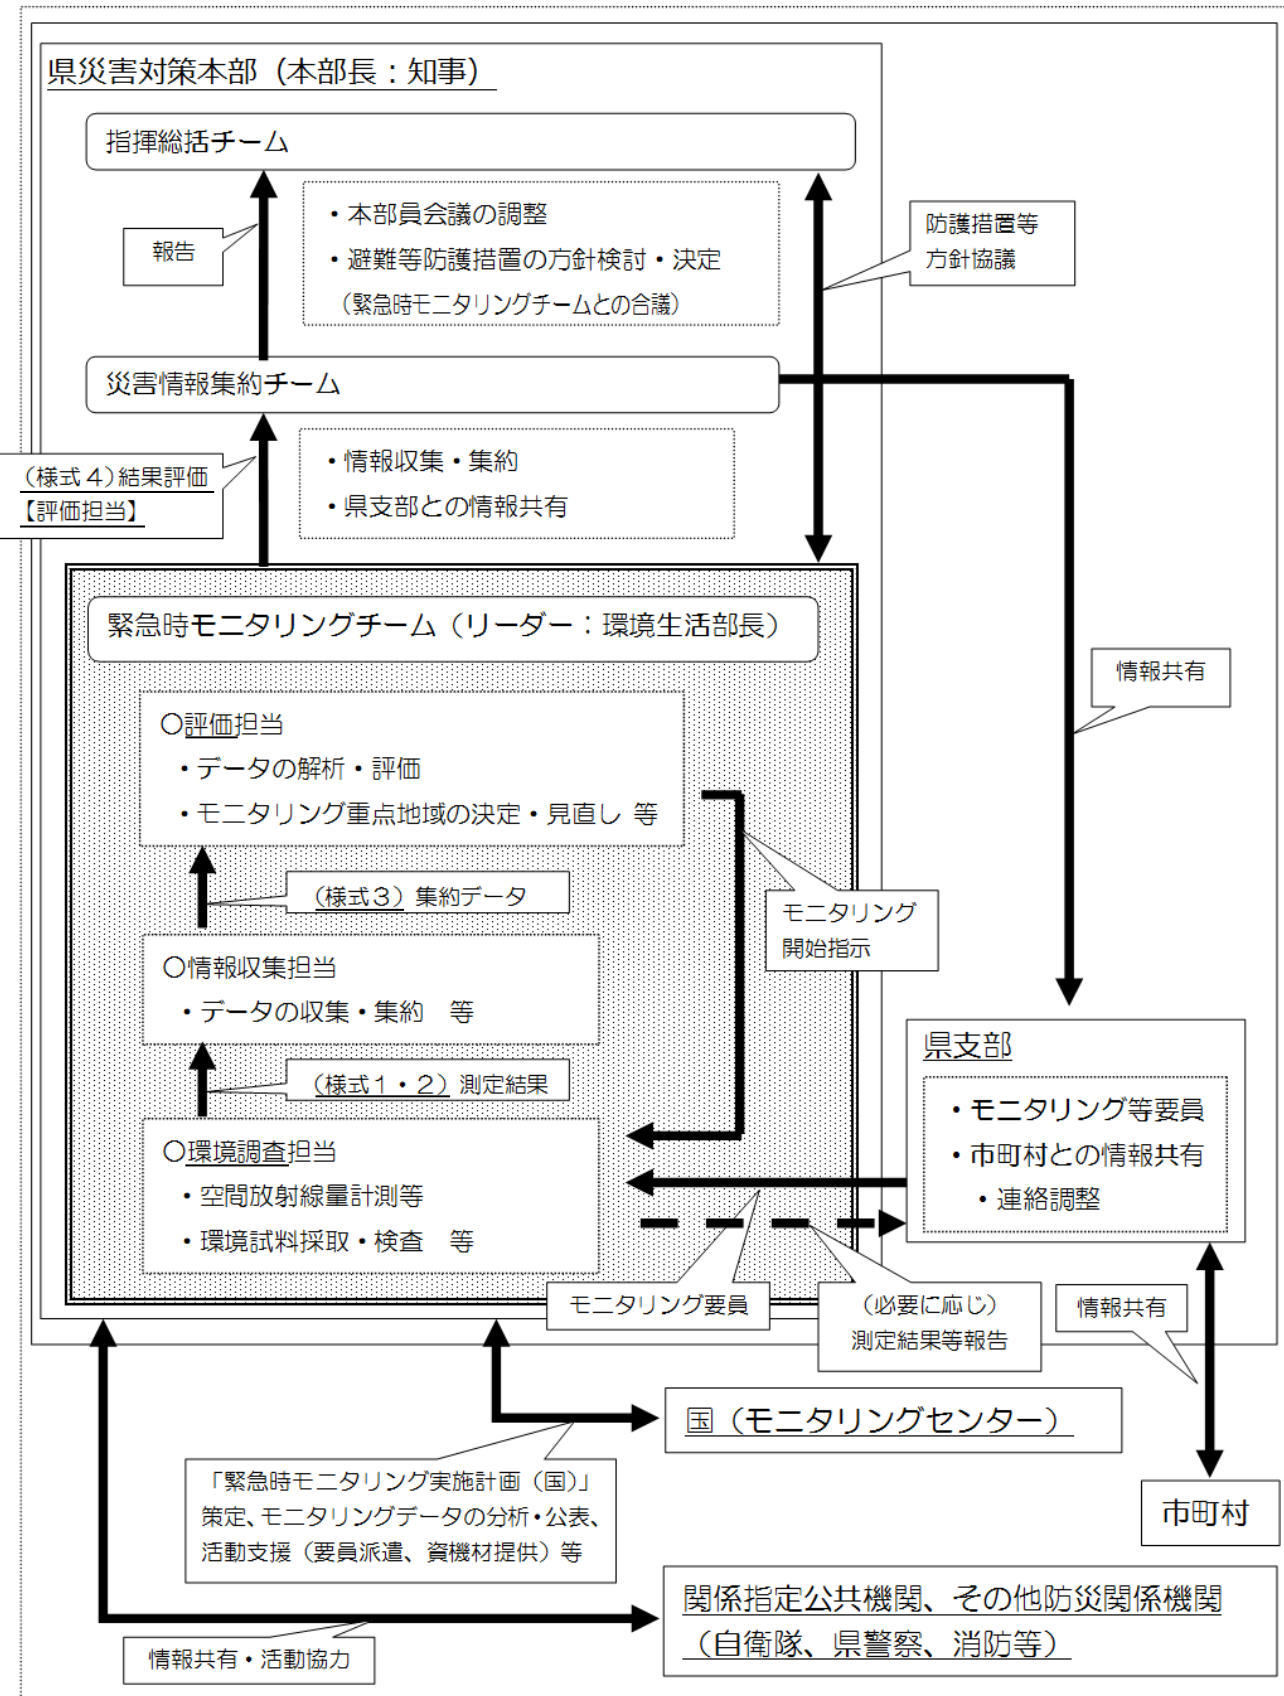 県災害対策本部（本部長：知事）
指揮総括チーム
・本部員会議の調整
・避難等防護措置の方針検討・決定
（緊急時モニタリングチームとの合議）
報告
防護措置等
方針協議
災害情報集約チーム
・情報収集・集約
・県支部との情報共有
（様式４）結果評価
【評価担当】
緊急時モニタリングチーム（リーダー：環境生活部長）
情報共有
○評価担当
・データの解析・評価
・モニタリング重点地域の決定・見直し 等
（様式３）集約データ
モニタリング
開始指示
○情報収集担当
・データの収集・集約　等
（様式１・２）測定結果
○環境調査担当
・空間放射線量計測等
・環境試料採取・検査　等
県支部
・モニタリング等要員
・市町村との情報共有
・連絡調整
モニタリング要員
（必要に応じ）
測定結果等報告
情報共有
国（モニタリングセンター）
「緊急時モニタリング実施計画（国）」
策定、モニタリングデータの分析・公表、
活動支援（要員派遣、資機材提供）等
市町村
関係指定公共機関、その他防災関係機関
（自衛隊、県警察、消防等）
情報共有・活動協力